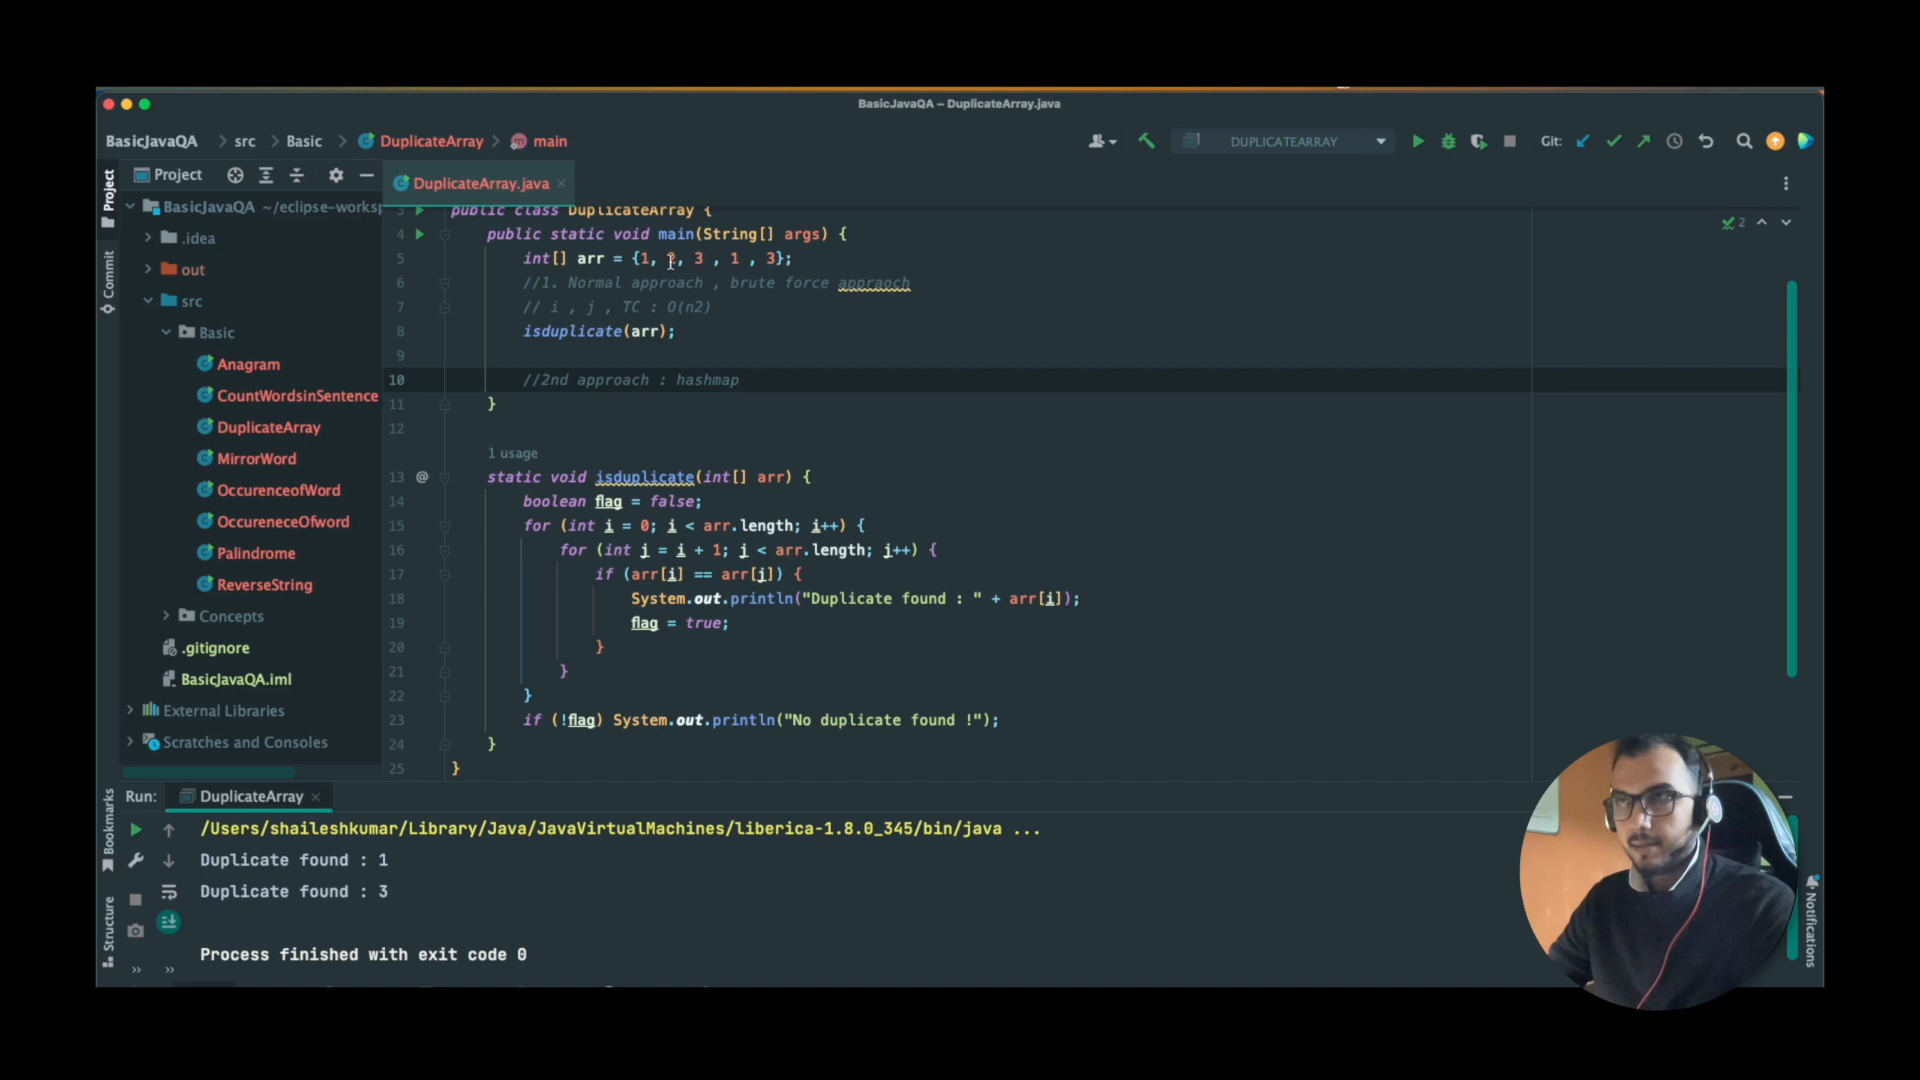 BasicJavaQA – DuplicateArray.java
BasicJavaQA > src > Basic > DuplicateArray > main
DUPLICATEARRAY
Git:
Project
Project
DuplicateArray.java
BasicJavaQA ~/eclipse-worksp
.idea
out
src
Basic
Anagram
CountWordsinSentence
DuplicateArray
MirrorWord
OccurenceofWord
OccureneceOfword
Palindrome
ReverseString
Concepts
.gitignore
BasicJavaQA.iml
External Libraries
Scratches and Consoles
Commit
2
3 public class DuplicateArray {
4 public static void main(String[] args) {
5 int[] arr = {1, 2, 3 , 1 , 3};
6 //1. Normal approach , brute force appraoch
7 // i , j , TC : O(n2)
8 isduplicate(arr);
9
10 //2nd approach : hashmap
11 }
12
1 usage
13 @ static void isduplicate(int[] arr) {
14 boolean flag = false;
15 for (int i = 0; i < arr.length; i++) {
16 for (int j = i + 1; j < arr.length; j++) {
17 if (arr[i] == arr[j]) {
18 System.out.println("Duplicate found : " + arr[i]);
19 flag = true;
20 }
21 }
22 }
23 if (!flag) System.out.println("No duplicate found !");
24 }
25 }
Run: DuplicateArray
/Users/shaileshkumar/Library/Java/JavaVirtualMachines/liberica-1.8.0_345/bin/java ...
Duplicate found : 1
Duplicate found : 3
Process finished with exit code 0
Bookmarks
Structure
Notifications